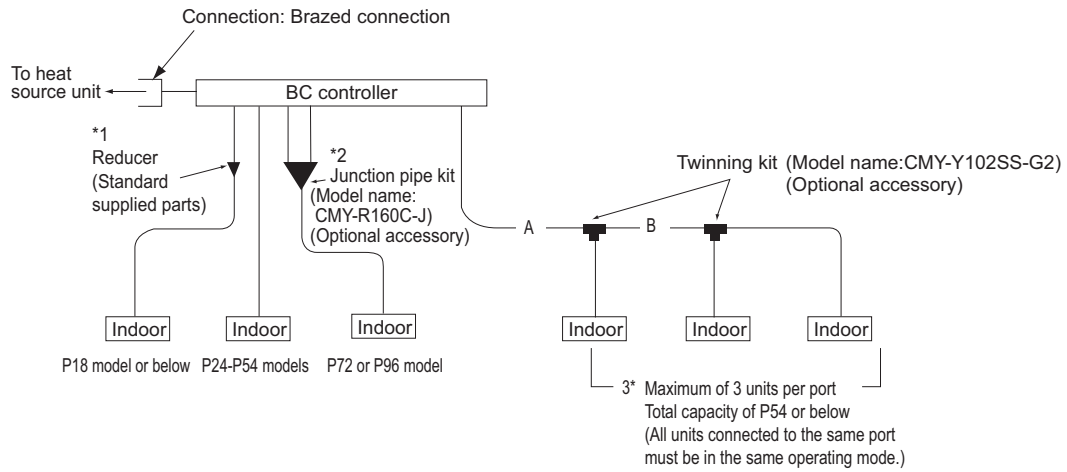 Connection: Brazed connection
To heat
source unit
BC controller
*1
Reducer
(Standard
supplied parts)
*2
Junction pipe kit
(Model name:
CMY-R160C-J)
(Optional accessory)
Twinning kit (Model name:CMY-Y102SS-G2)
(Optional accessory)
A
B
Indoor
Indoor
Indoor
Indoor
Indoor
Indoor
P18 model or below
P24-P54 models
P72 or P96 model
3* Maximum of 3 units per port
Total capacity of P54 or below
(All units connected to the same port
must be in the same operating mode.)